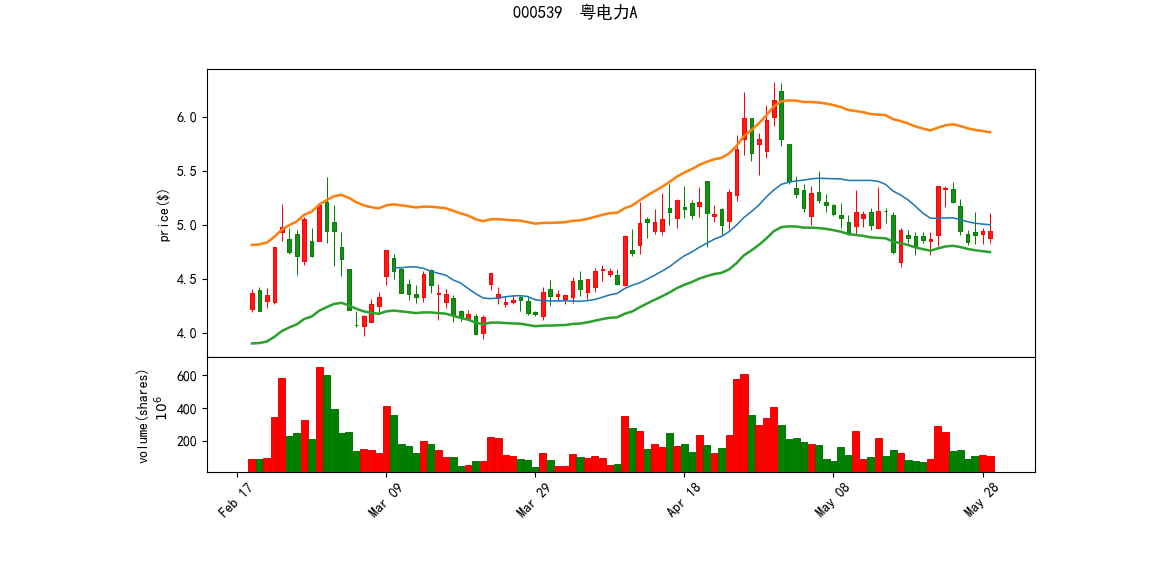 000539 粤电力A
6.0
5.5
5.0
4.5
4.0
price($)
600
400
200
volume(shares)
10^6
Feb 17
Mar 09
Mar 29
Apr 18
May 08
May 28